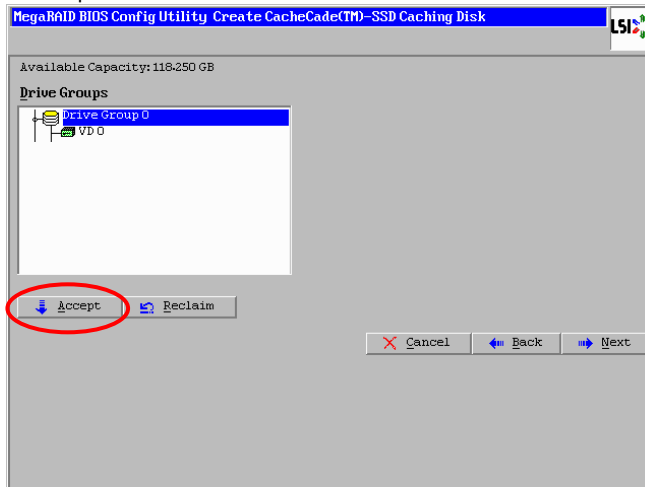 MegaRAID BIOS Config Utility Create CacheCade(TM)-SSD Caching Disk
LSI
Available Capacity:118.250 GB
Drive Groups
Drive Group 0
VD 0
Accept
Reclaim
Cancel
Back
Next